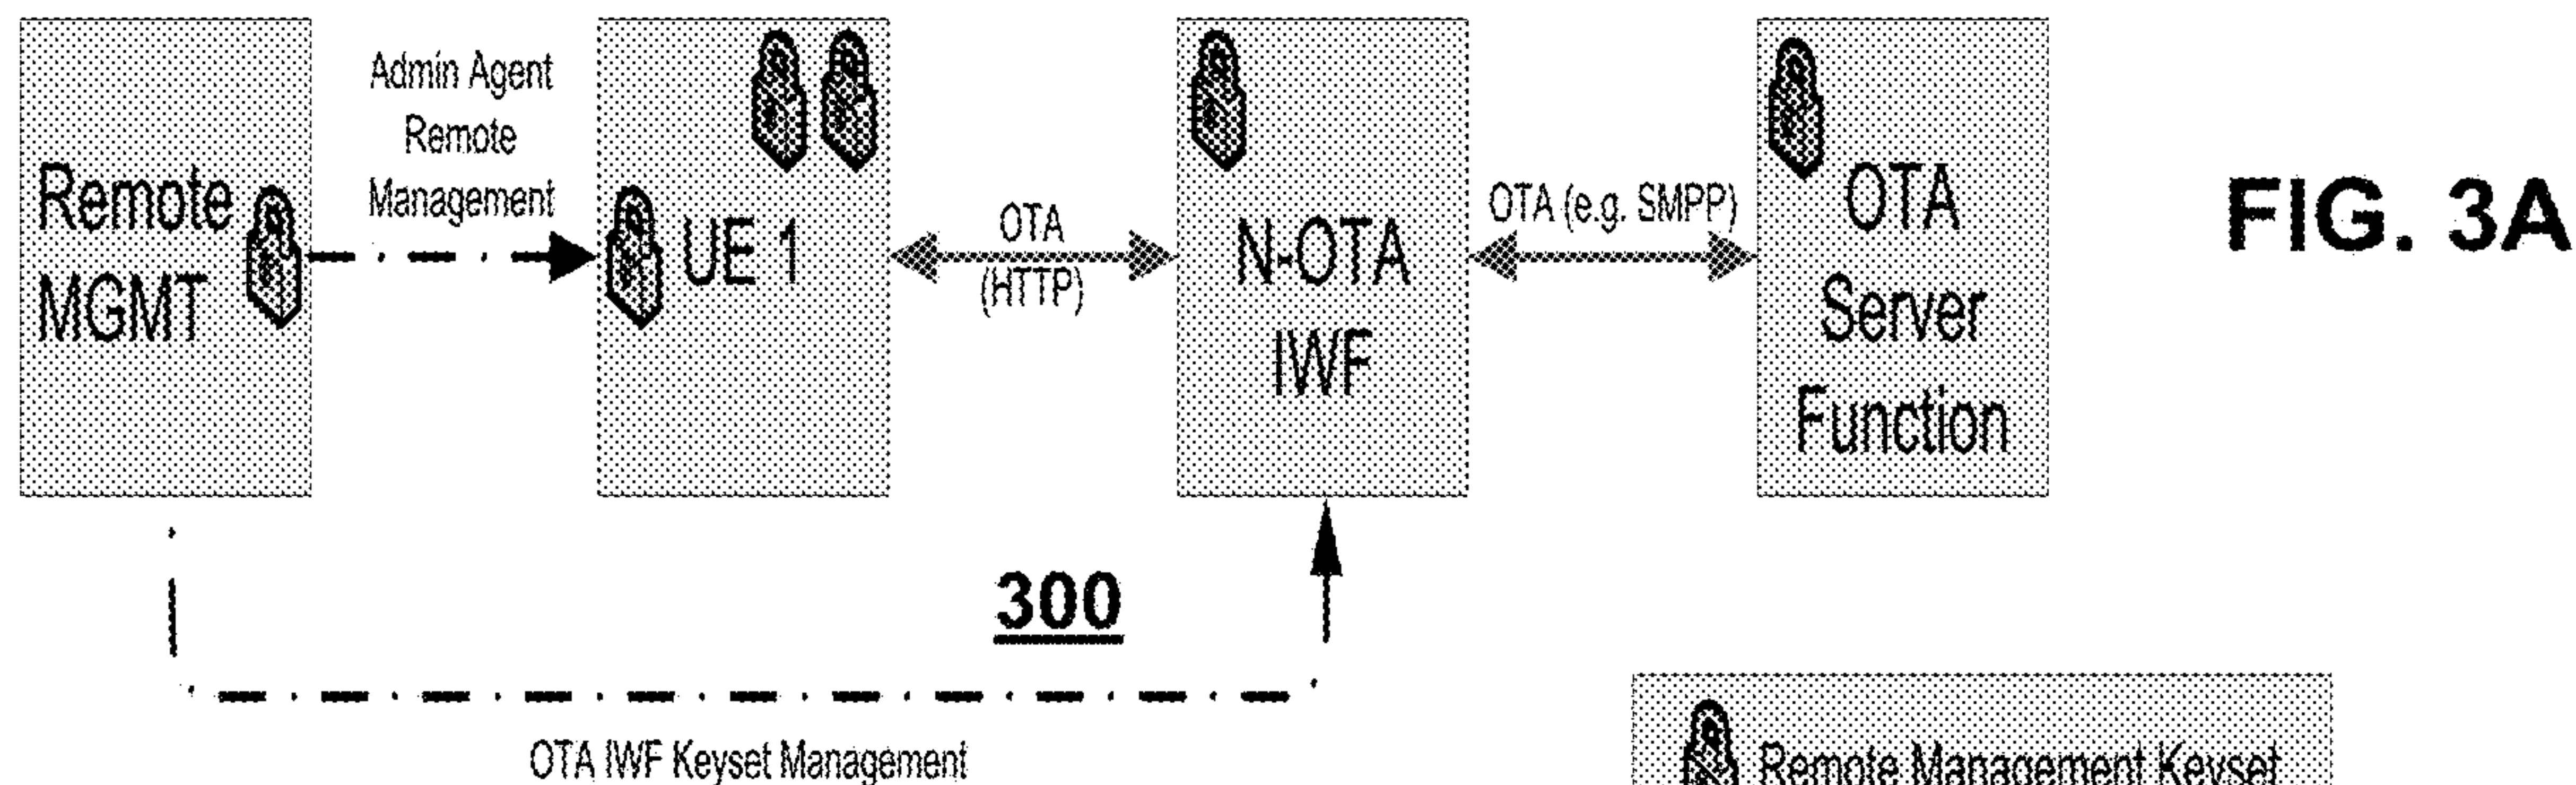 Remote
MGMT
Admin Agent
Remote
Management
UE 1
OTA
(HTTP)
N-OTA
IWF
OTA (e.g. SMPP)
OTA
Server
Function
FIG. 3A
300
OTA IWF Keyset Management
Remote Management Keyset